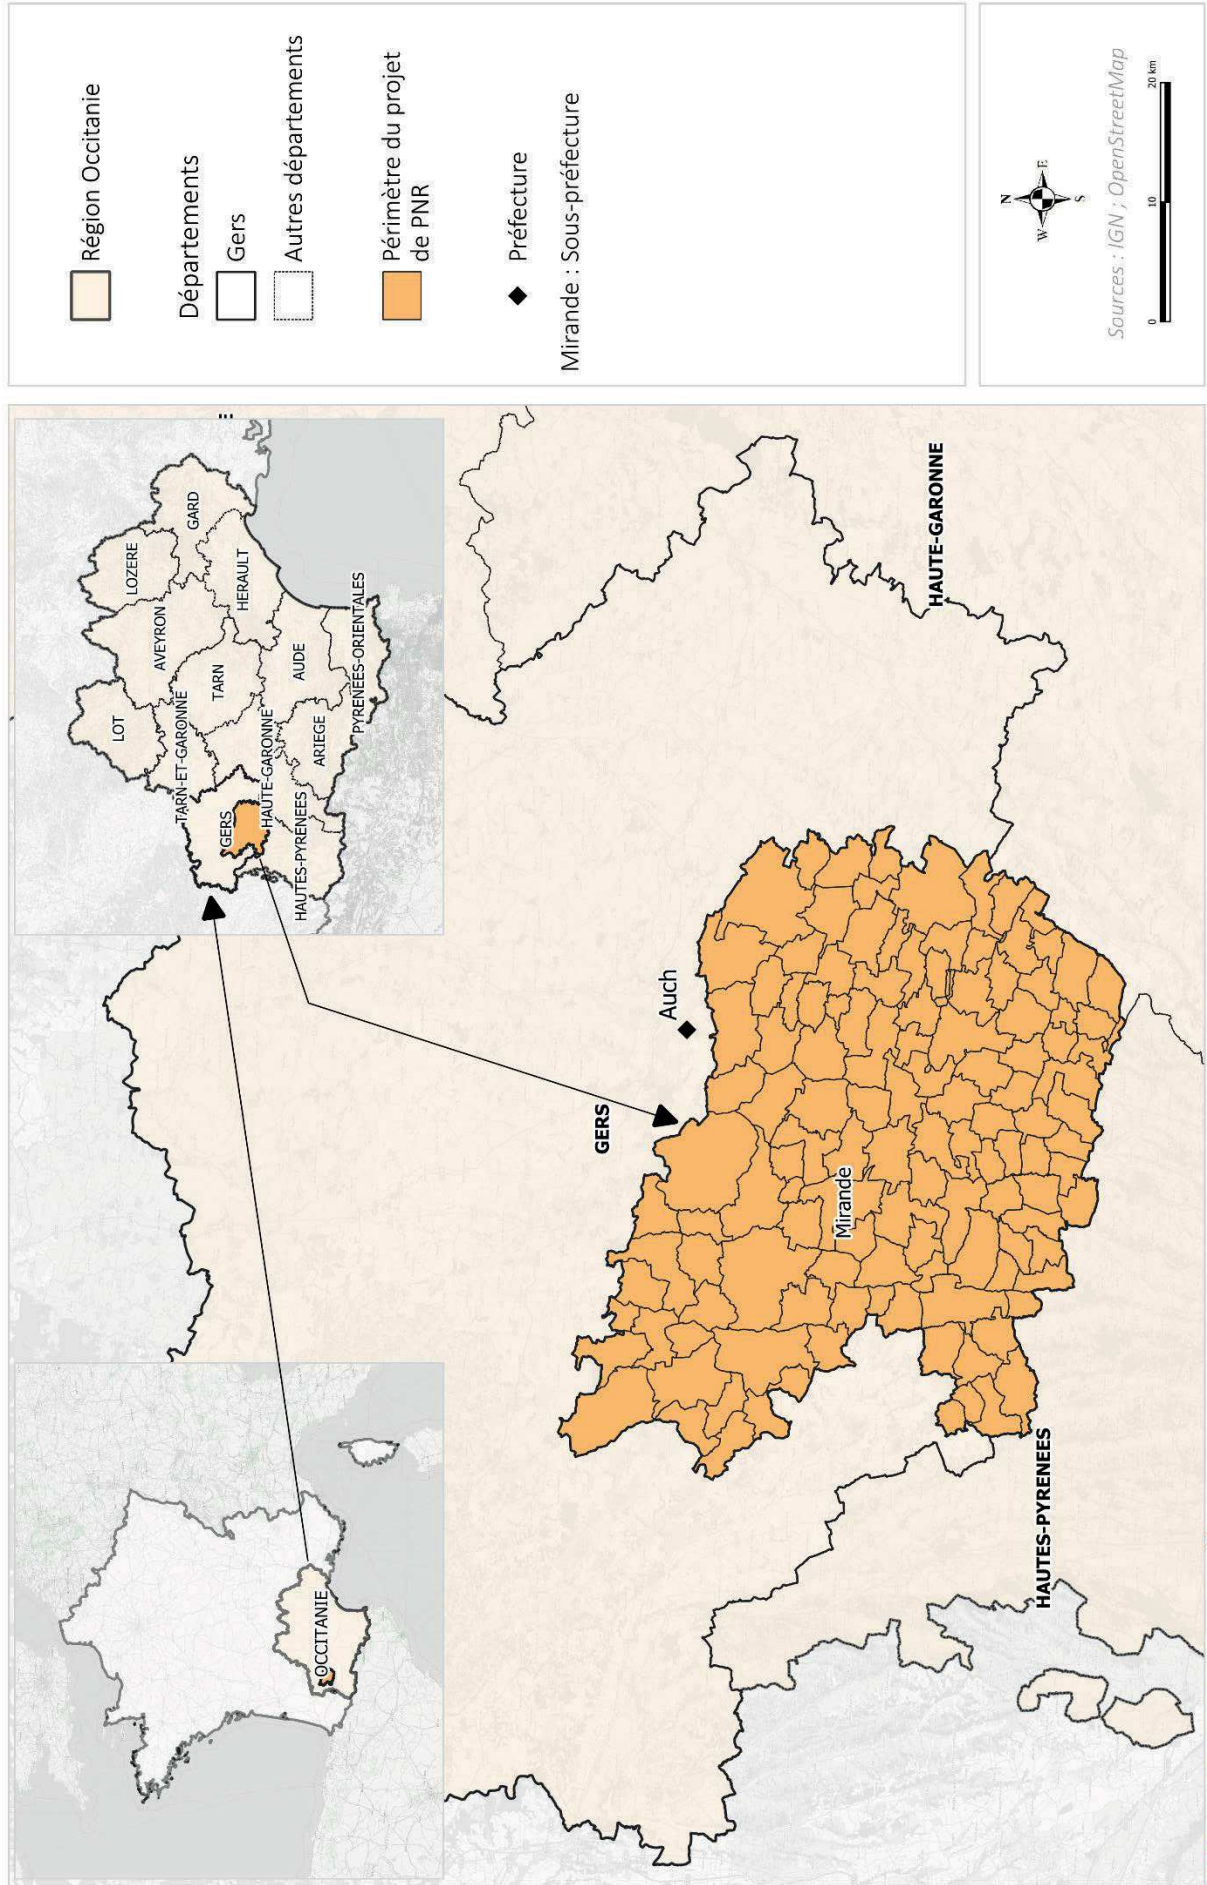 OCCITANIE
LOT
LOZERE
AVEYRON
GARD
TARN-ET-GARONNE
TARN
HERAULT
GERS
HAUTE-GARONNE
AUDE
HAUTES-PYRENEES
ARIEGE
PYRENEES-ORIENTALES
GERS
Auch
Mirande
HAUTE-GARONNE
HAUTES-PYRENEES
Région Occitanie
Départements
Gers
Autres départements
Périmètre du projet
de PNR
Préfecture
Mirande : Sous-préfecture
N
W
E
S
Sources : IGN ; OpenStreetMap
0 10 20 km